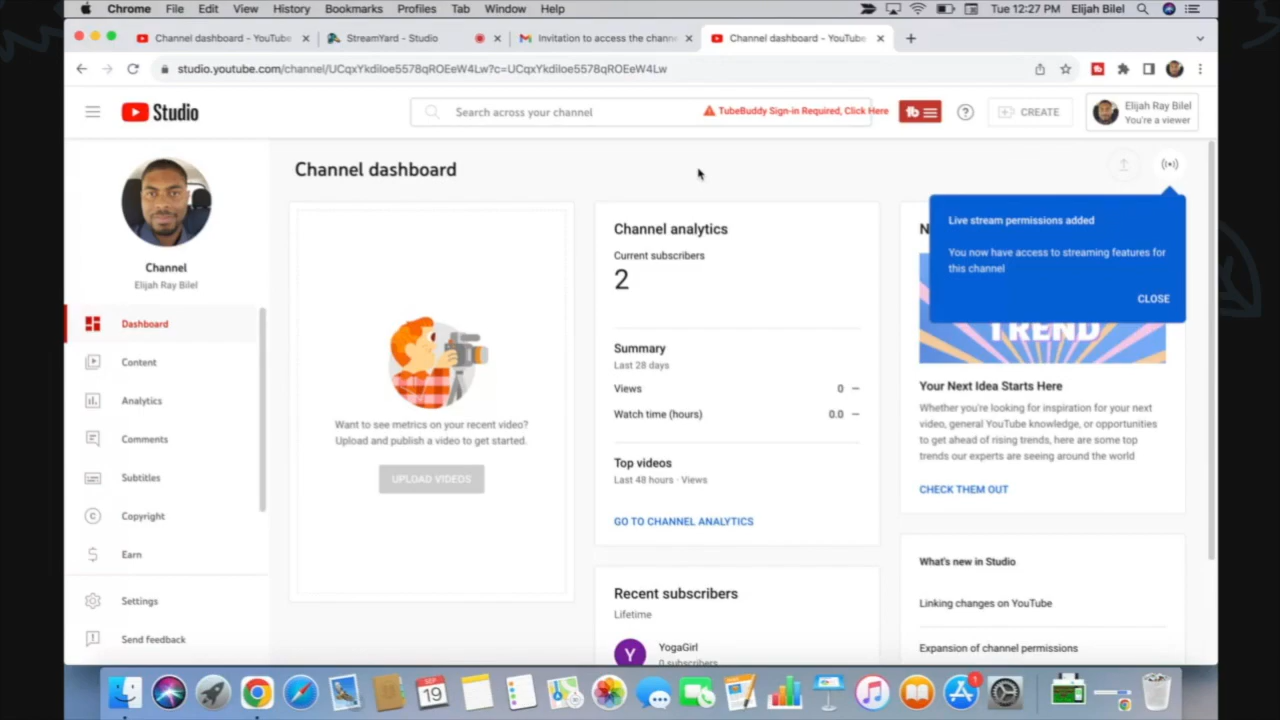 Chrome File Edit View History Bookmarks Profiles Tab Window Help
Tue 12:27 PM Elijah Bilel
Channel dashboard - YouTube
StreamYard - Studio
Invitation to access the chann
Channel dashboard - YouTube
studio.youtube.com/channel/UCqxYkdiIoe5578qROEeW4Lw?c=UCqxYkdiIoe5578qROEeW4Lw
Studio
Search across your channel
TubeBuddy Sign-in Required, Click Here
tb
?
CREATE
Elijah Ray Bilel
You're a viewer
Channel
Elijah Ray Bilel
Dashboard
Content
Analytics
Comments
Subtitles
Copyright
Earn
Settings
Send feedback
Channel dashboard
Want to see metrics on your recent video?
Upload and publish a video to get started.
UPLOAD VIDEOS
Channel analytics
Current subscribers
2
Summary
Last 28 days
Views 0 —
Watch time (hours) 0.0 —
Top videos
Last 48 hours · Views
GO TO CHANNEL ANALYTICS
Recent subscribers
Lifetime
Y
YogaGirl
0 subscribers
Live stream permissions added
You now have access to streaming features for
this channel
CLOSE
N
TREND
Your Next Idea Starts Here
Whether you're looking for inspiration for your next
video, general YouTube knowledge, or opportunities
to get ahead of rising trends, here are some top
trends our experts are seeing around the world
CHECK THEM OUT
What's new in Studio
Linking changes on YouTube
Expansion of channel permissions
SEP
19
1